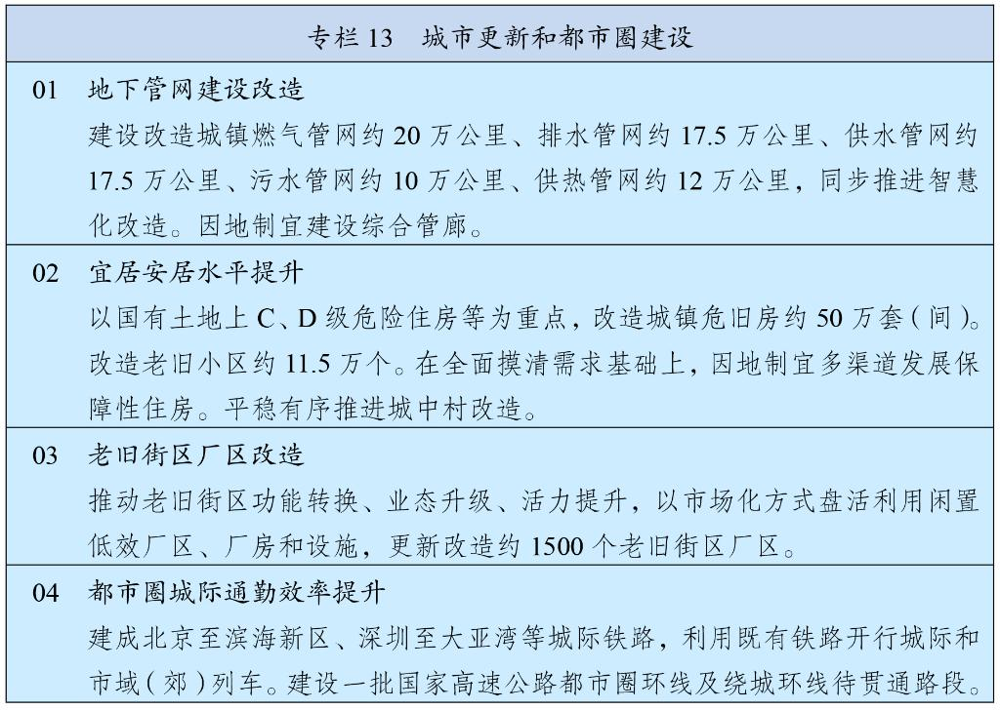 专栏 13 城市更新和都市圈建设
01 地下管网建设改造
建设改造城镇燃气管网约 20 万公里、排水管网约 17.5 万公里、供水管网约
17.5 万公里、污水管网约 10 万公里、供热管网约 12 万公里，同步推进智慧
化改造。因地制宜建设综合管廊。
02 宜居安居水平提升
以国有土地上 C、D 级危险住房等为重点，改造城镇危旧房约 50 万套（间）。
改造老旧小区约 11.5 万个。在全面摸清需求基础上，因地制宜多渠道发展保
障性住房。平稳有序推进城中村改造。
03 老旧街区厂区改造
推动老旧街区功能转换、业态升级、活力提升，以市场化方式盘活利用闲置
低效厂区、厂房和设施，更新改造约 1500 个老旧街区厂区。
04 都市圈城际通勤效率提升
建成北京至滨海新区、深圳至大亚湾等城际铁路，利用既有铁路开行城际和
市域（郊）列车。建设一批国家高速公路都市圈环线及绕城环线待贯通路段。